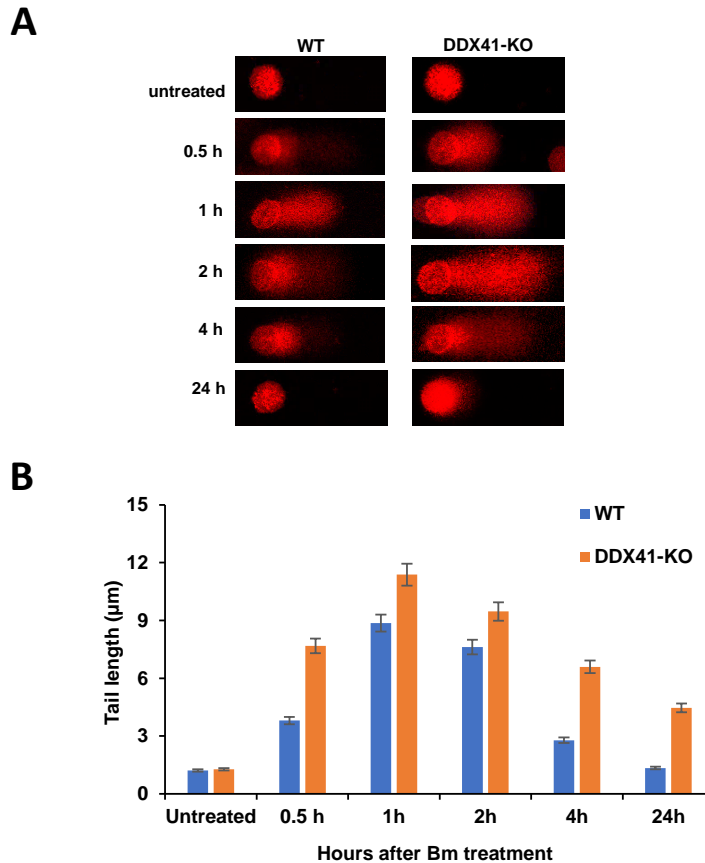 A
WT DDX41-KO
untreated
0.5 h
1 h
2 h
4 h
24 h
B
15
12
9
6
3
0
Tail length (µm)
WT
DDX41-KO
Untreated 0.5 h 1h 2h 4h 24h
Hours after Bm treatment